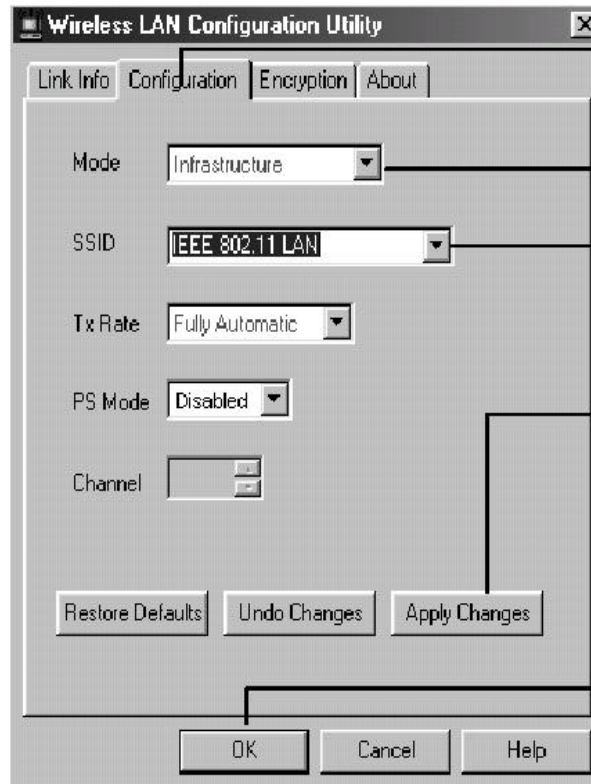 Wireless LAN Configuration Utility
Link Info Configuration Encryption About
Mode Infrastructure
SSID IEEE 802.11 LAN
Tx Rate Fully Automatic
PS Mode Disabled
Channel
Restore Defaults Undo Changes Apply Changes
OK Cancel Help